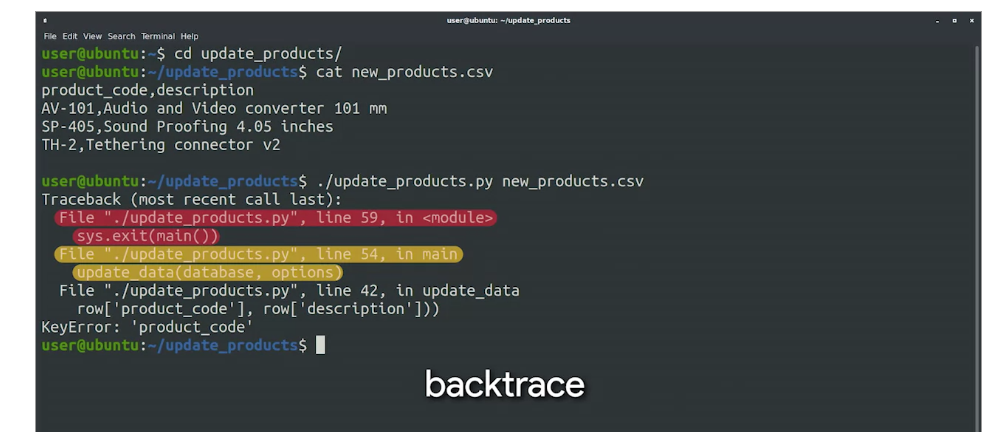 user@ubuntu: ~/update_products
File Edit View Search Terminal Help
user@ubuntu:~$ cd update_products/
user@ubuntu:~/update_products$ cat new_products.csv
product_code,description
AV-101,Audio and Video converter 101 mm
SP-405,Sound Proofing 4.05 inches
TH-2,Tethering connector v2
user@ubuntu:~/update_products$ ./update_products.py new_products.csv
Traceback (most recent call last):
File "./update_products.py", line 59, in <module>
sys.exit(main())
File "./update_products.py", line 54, in main
update_data(database, options)
File "./update_products.py", line 42, in update_data
row['product_code'], row['description']))
KeyError: 'product_code'
user@ubuntu:~/update_products$
backtrace